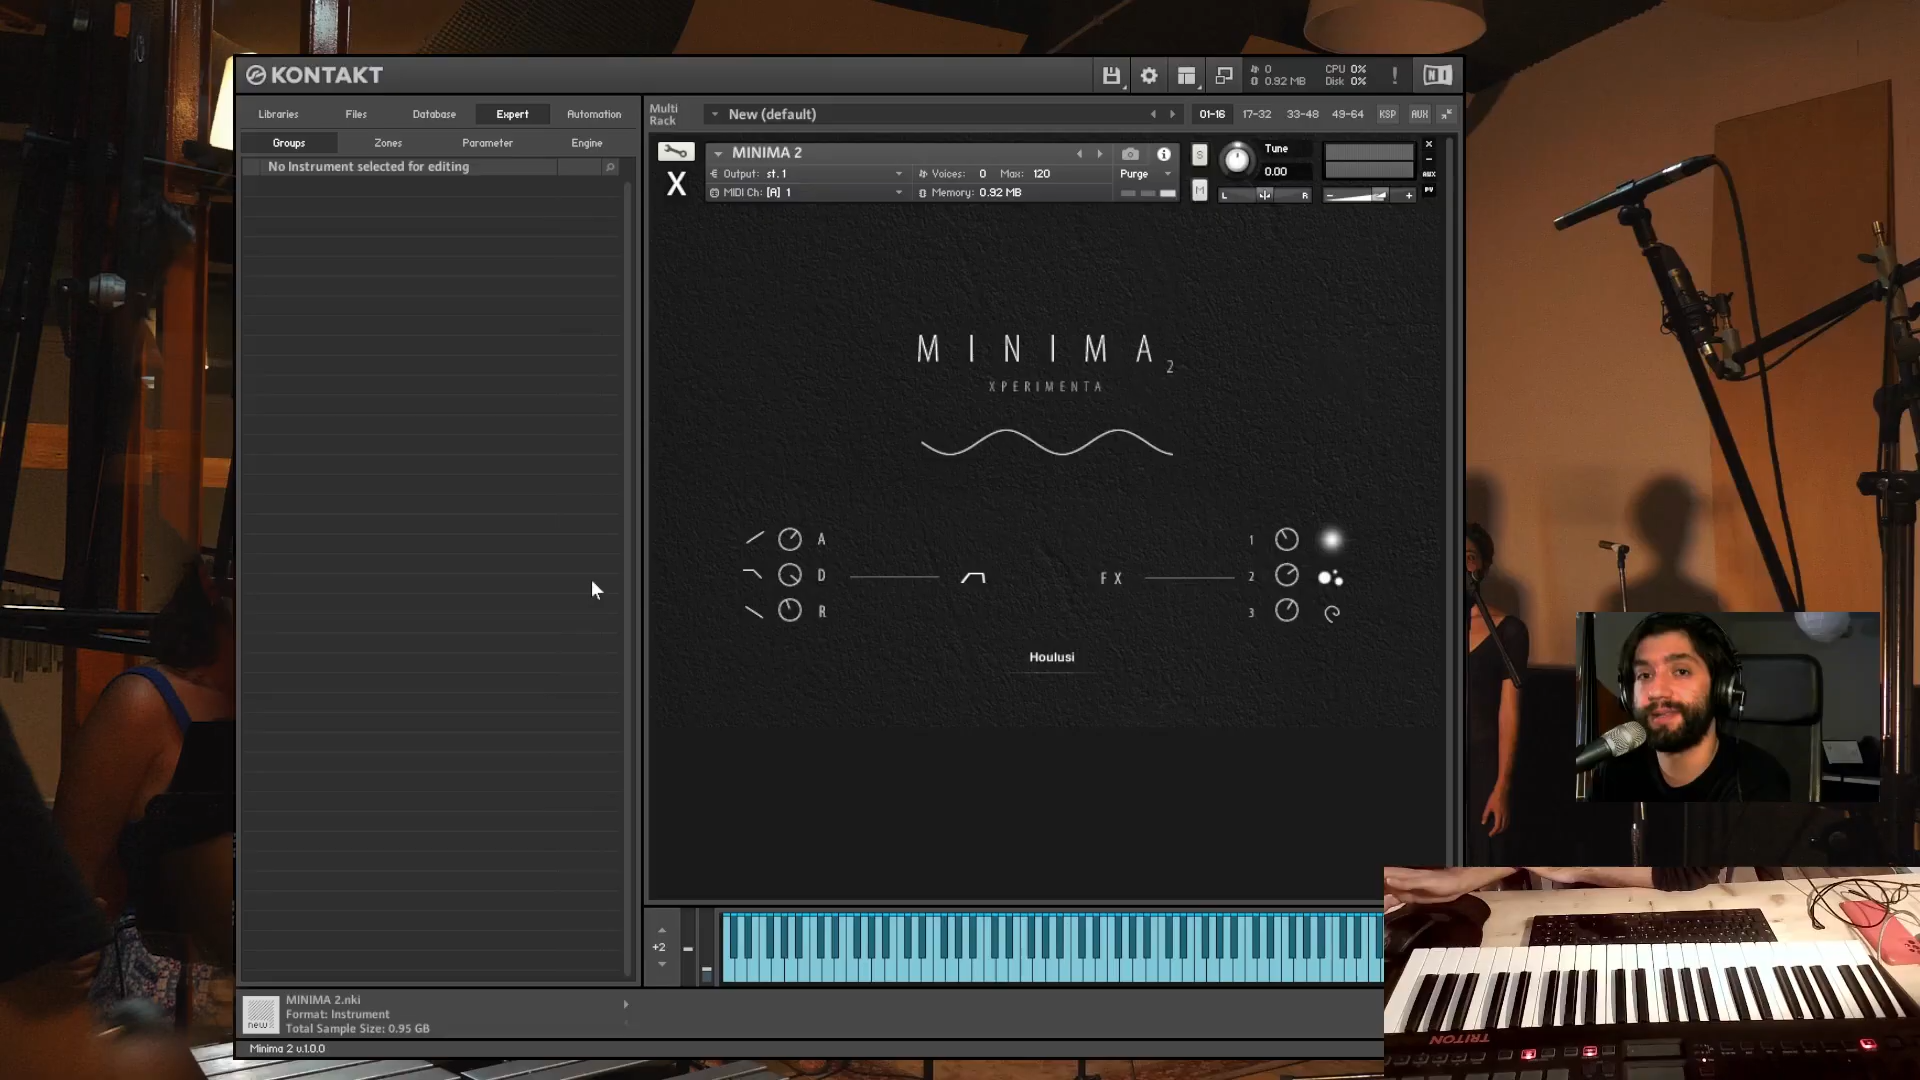 KONTAKT
0
0.92 MB
CPU 0%
Disk 0%
!
Libraries
Files
Database
Expert
Automation
Multi Rack
New (default)
01-16
17-32
33-48
49-64
KSP
AUX
Groups
Zones
Parameter
Engine
No Instrument selected for editing
MINIMA 2
Output: st.1
Voices: 0 Max: 120
Purge
MIDI Ch: [A] 1
Memory: 0.92 MB
S
M
Tune
0.00
L
R
AUX
PV
X
MINIMA 2
XPERIMENTA
A
D
R
FX
1
2
3
Houlusi
+2
MINIMA 2.nki
Format: Instrument
Total Sample Size: 0.95 GB
new
Minima 2 v.1.0.0
TRITON